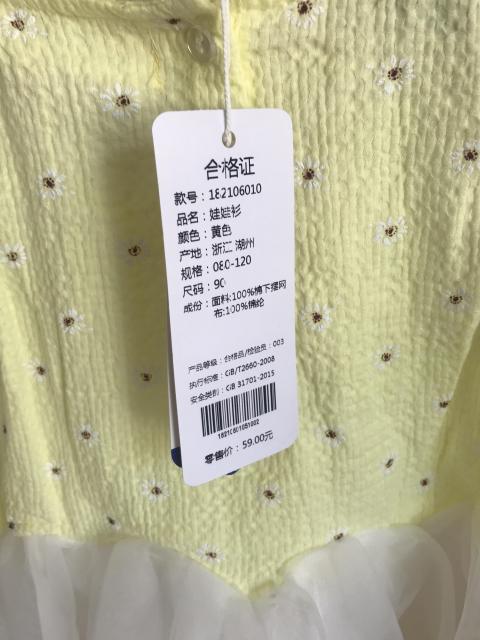 合格证
款号：182106010
品名：娃娃衫
颜色：黄色
产地：浙江 湖州
规格：080-120
尺码：90
成份：面料:100%棉下摆网
布:100%棉纶
产品等级：合格品/检验员：003
执行标准：GB/T2660-2008
安全类别：GB 31701-2015
零售价：59.00元